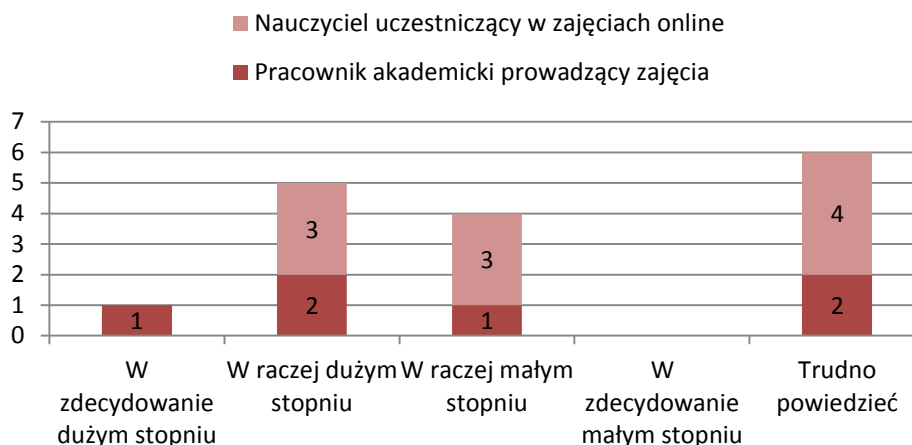 Nauczyciel uczestniczący w zajęciach online
Pracownik akademicki prowadzący zajęcia
7
6
5
4
3
2
1
0
1
3
2
3
1
4
2
W
zdecydowanie
dużym stopniu
W raczej dużym
stopniu
W raczej małym
stopniu
W
zdecydowanie
małym stopniu
Trudno
powiedzieć